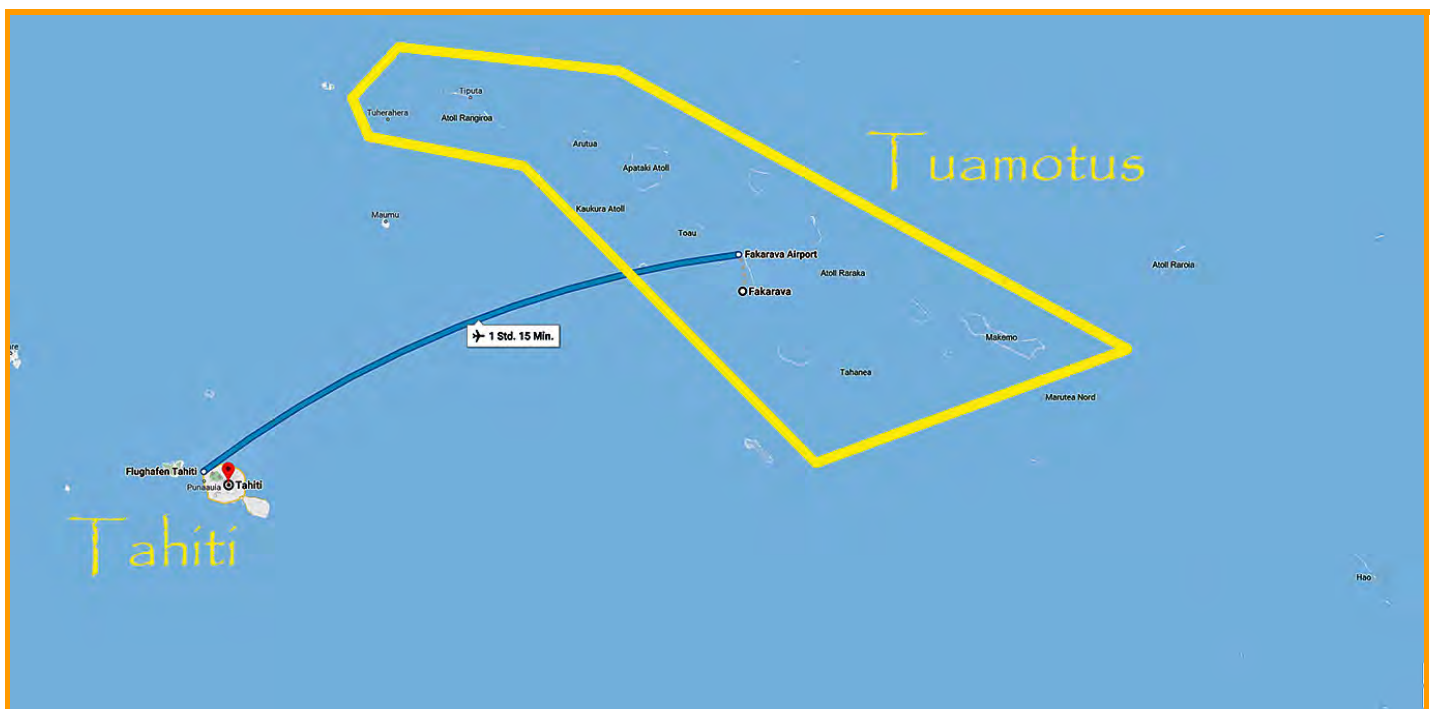 Tiputa
Tuherahera
Atoll Rangiroa
Arutua
Tuamotus
Apataki Atoll
Kaukura Atoll
Maumu
Toau
Fakarava Airport
Atoll Raroia
Atoll Raraka
Fakarava
1 Std. 15 Min.
Makemo
Tahanea
Marutea Nord
Flughafen Tahiti
Punaauia
Tahiti
Tahiti
Hao